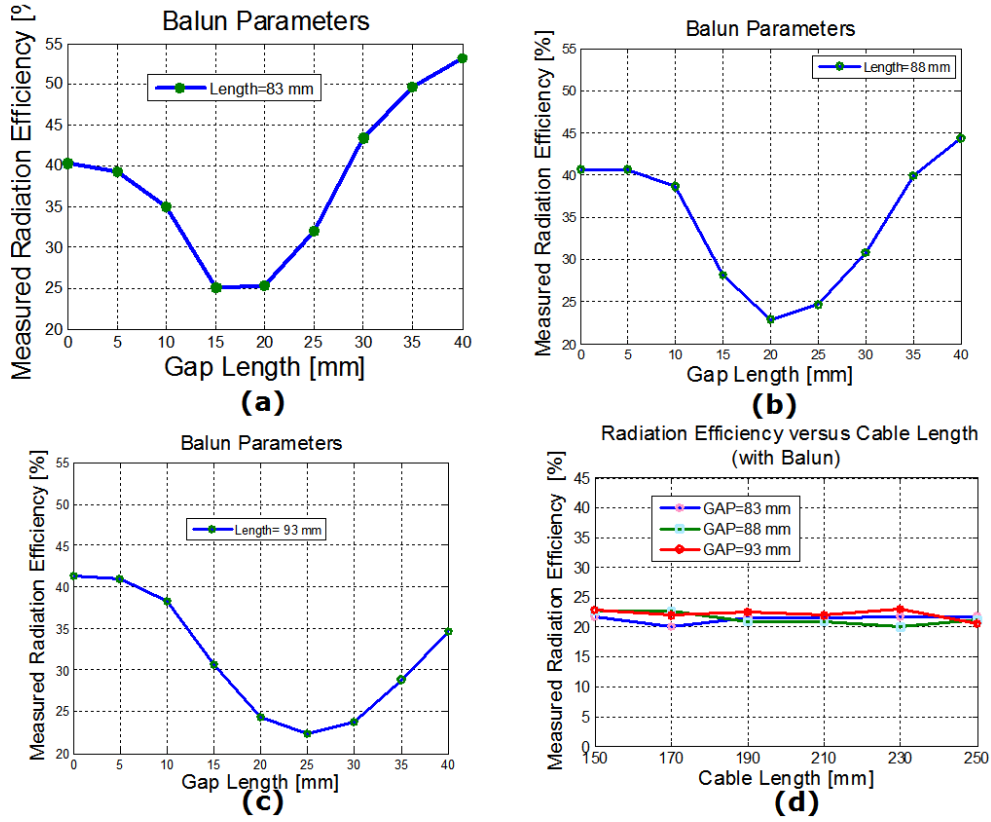 Balun Parameters
Measured Radiation Efficiency [%]
55
50
45
40
35
30
25
20
Length=83 mm
0 5 10 15 20 25 30 35 40
Gap Length [mm]
(a)
Balun Parameters
Measured Radiation Efficiency [%]
55
50
45
40
35
30
25
20
Length=88 mm
0 5 10 15 20 25 30 35 40
Gap Length [mm]
(b)
Balun Parameters
Measured Radiation Efficiency [%]
55
50
45
40
35
30
25
20
Length= 93 mm
0 5 10 15 20 25 30 35 40
Gap Length [mm]
(c)
Radiation Efficiency versus Cable Length
(with Balun)
Measured Radiation Efficiency [%]
45
40
35
30
25
20
15
10
5
0
GAP=83 mm
GAP=88 mm
GAP=93 mm
150 170 190 210 230 250
Cable Length [mm]
(d)